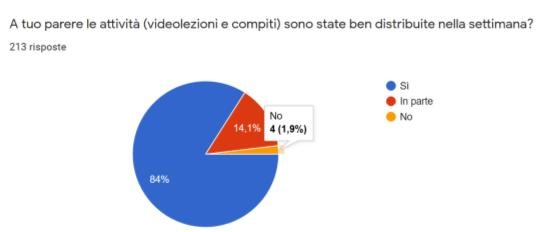 A tuo parere le attività (videolezioni e compiti) sono state ben distribuite nella settimana?
213 risposte
Sì
In parte
No
No
4 (1,9%)
14,1%
84%